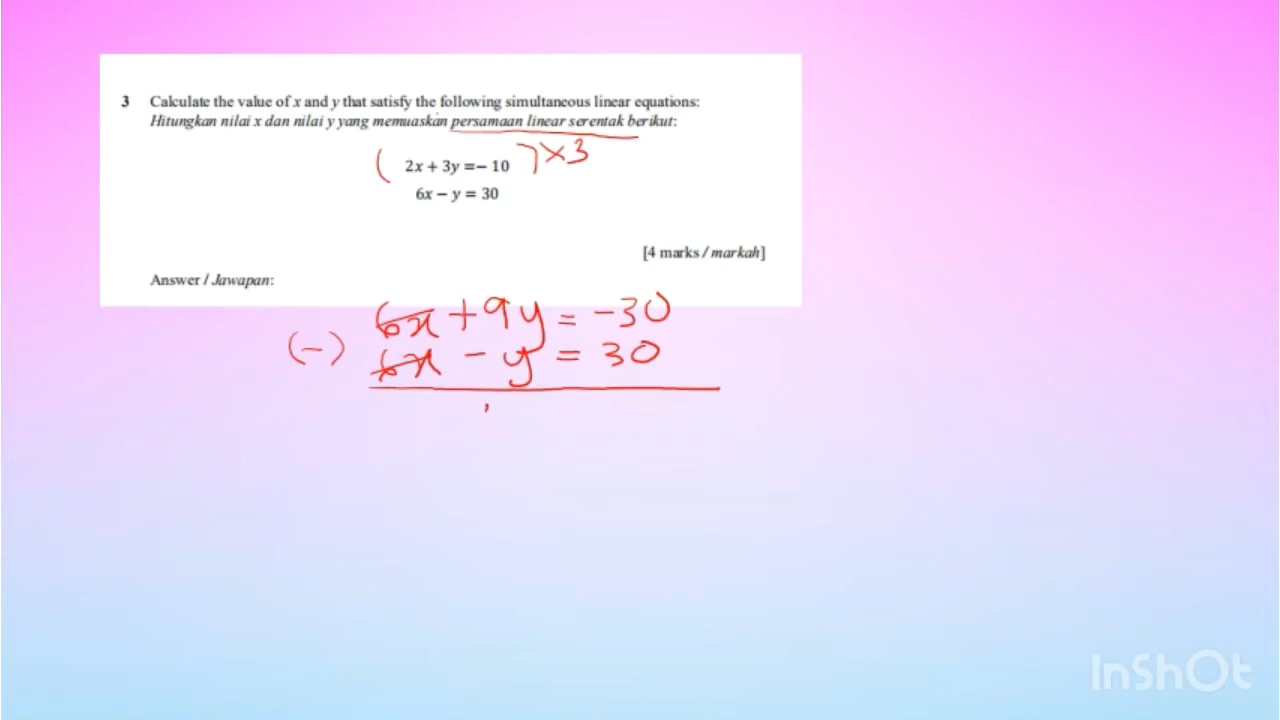 3 Calculate the value of x and y that satisfy the following simultaneous linear equations:
Hitungkan nilai x dan nilai y yang memuaskan persamaan linear serentak berikut:
( 2x + 3y =− 10 ) × 3
6x − y = 30
[4 marks / markah]
Answer / Jawapan:
6x + 9y = -30
(-) 6x - y = 30
InShOt